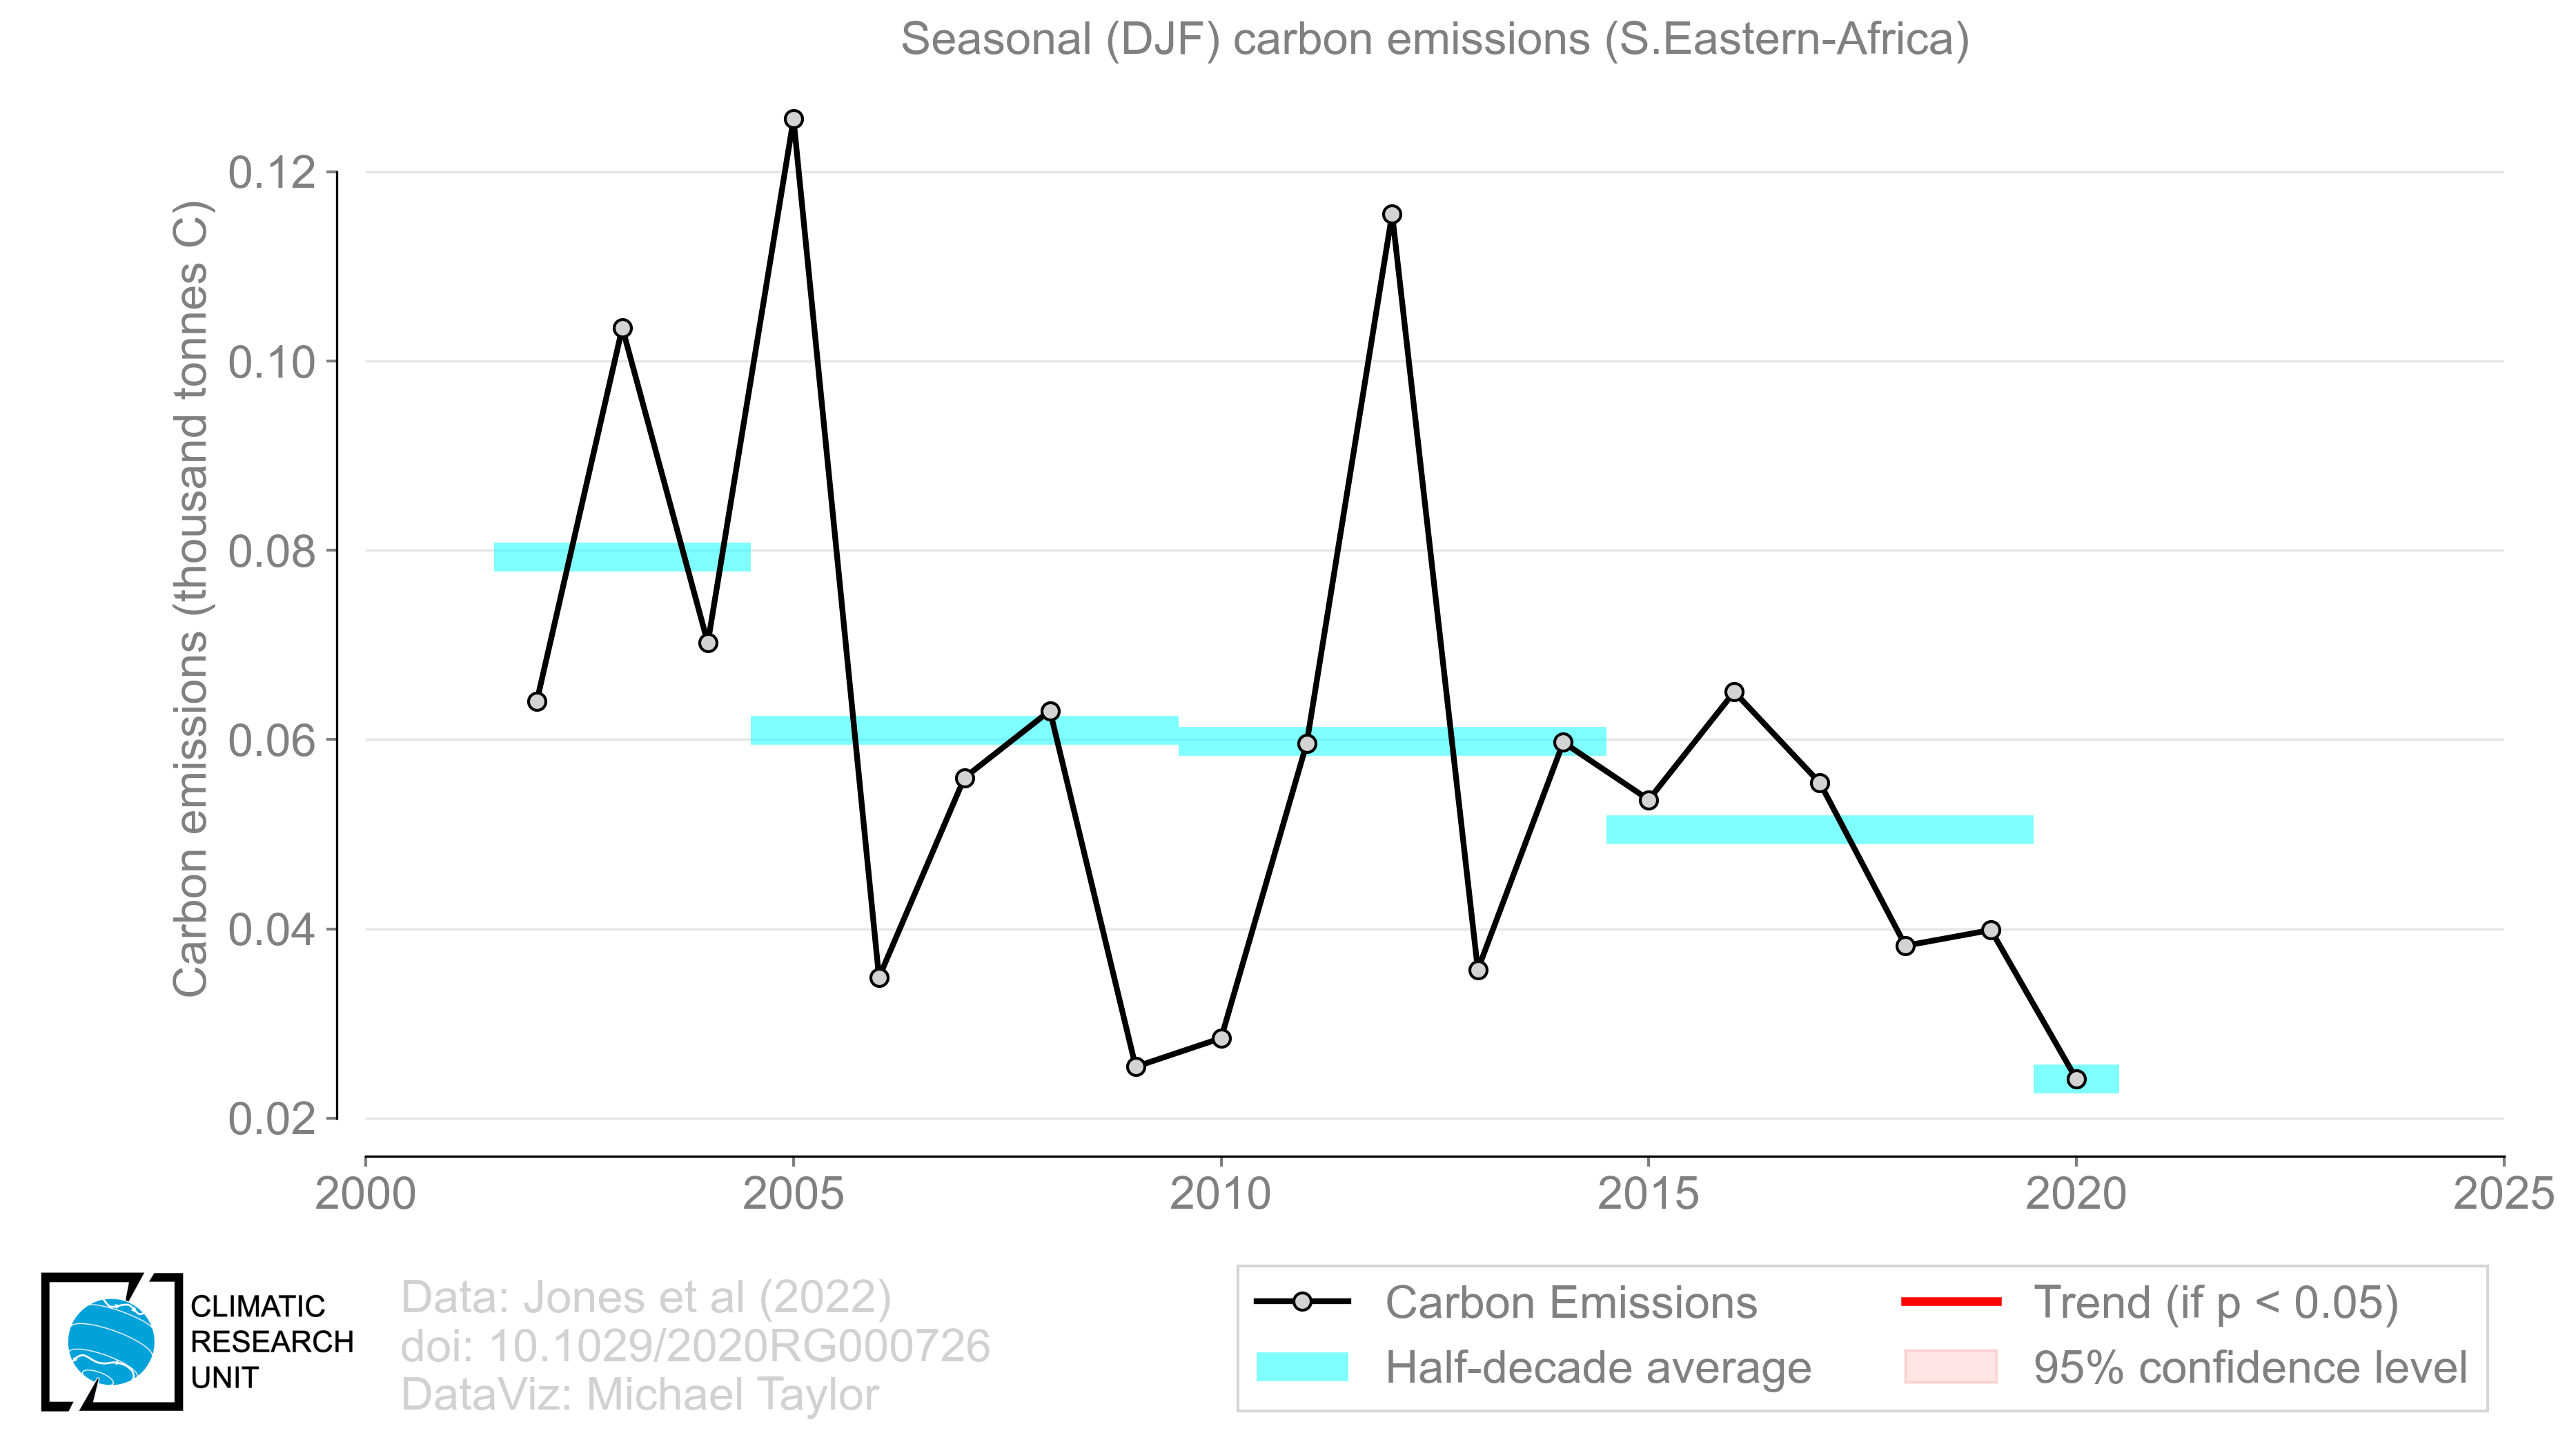 Seasonal (DJF) carbon emissions (S.Eastern-Africa)
Carbon emissions (thousand tonnes C)
0.12
0.10
0.08
0.06
0.04
0.02
2000 2005 2010 2015 2020 2025
CLIMATIC
RESEARCH
UNIT
Data: Jones et al (2022)
doi: 10.1029/2020RG000726
DataViz: Michael Taylor
Carbon Emissions
Half-decade average
Trend (if p < 0.05)
95% confidence level